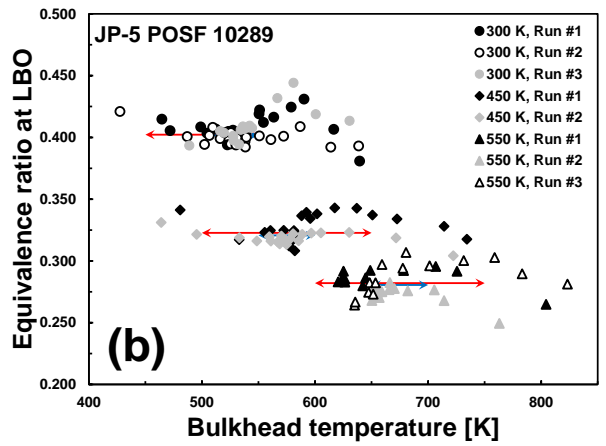 JP-5 POSF 10289
0.500
0.450
0.400
0.350
0.300
0.250
0.200
Equivalence ratio at LBO
300 K, Run #1
300 K, Run #2
300 K, Run #3
450 K, Run #1
450 K, Run #2
550 K, Run #1
550 K, Run #2
550 K, Run #3
(b)
400 500 600 700 800
Bulkhead temperature [K]